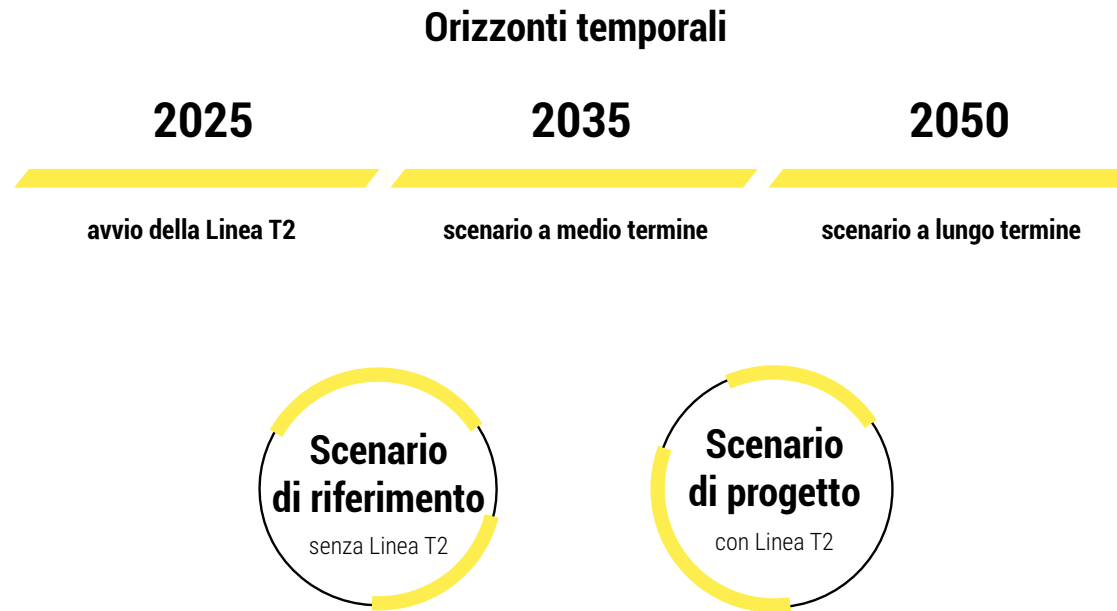 Orizzonti temporali
2025
2035
2050
avvio della Linea T2
scenario a medio termine
scenario a lungo termine
Scenario
di riferimento
senza Linea T2
Scenario
di progetto
con Linea T2